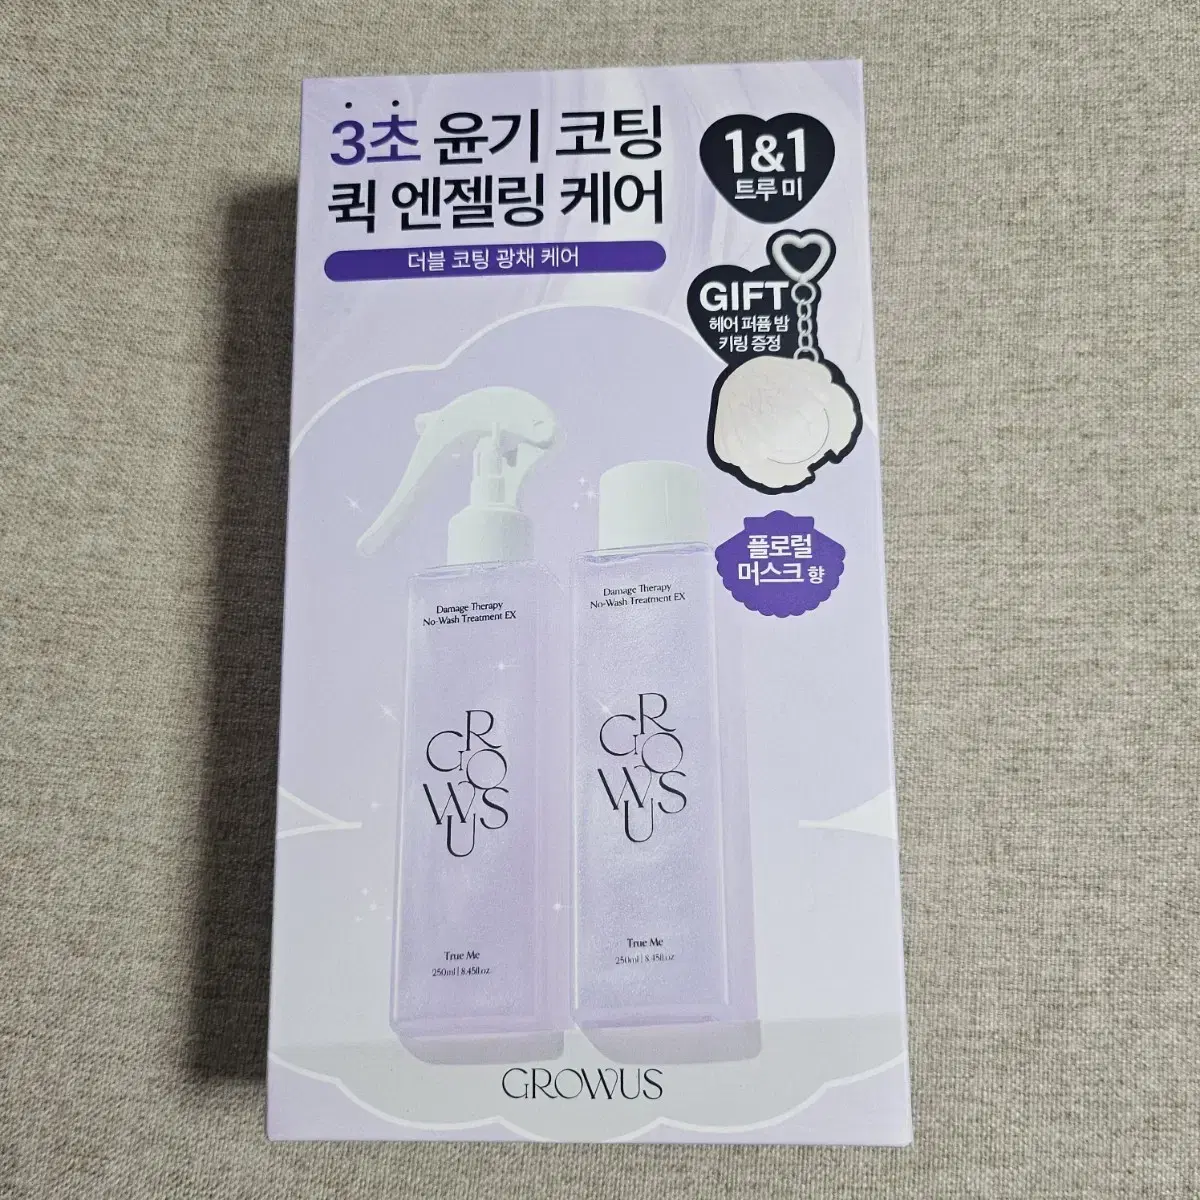 3초 윤기 코팅
퀵 엔젤링 케어
더블 코팅 광채 케어
1&1
트루 미
GIFT
헤어 퍼퓸 밤
키링 증정
플로럴
머스크 향
Damage Therapy
No-Wash Treatment EX
GROWUS
True Me
250ml | 8.45fl.oz
Damage Therapy
No-Wash Treatment EX
GROWUS
True Me
250ml | 8.45fl.oz
GROWUS